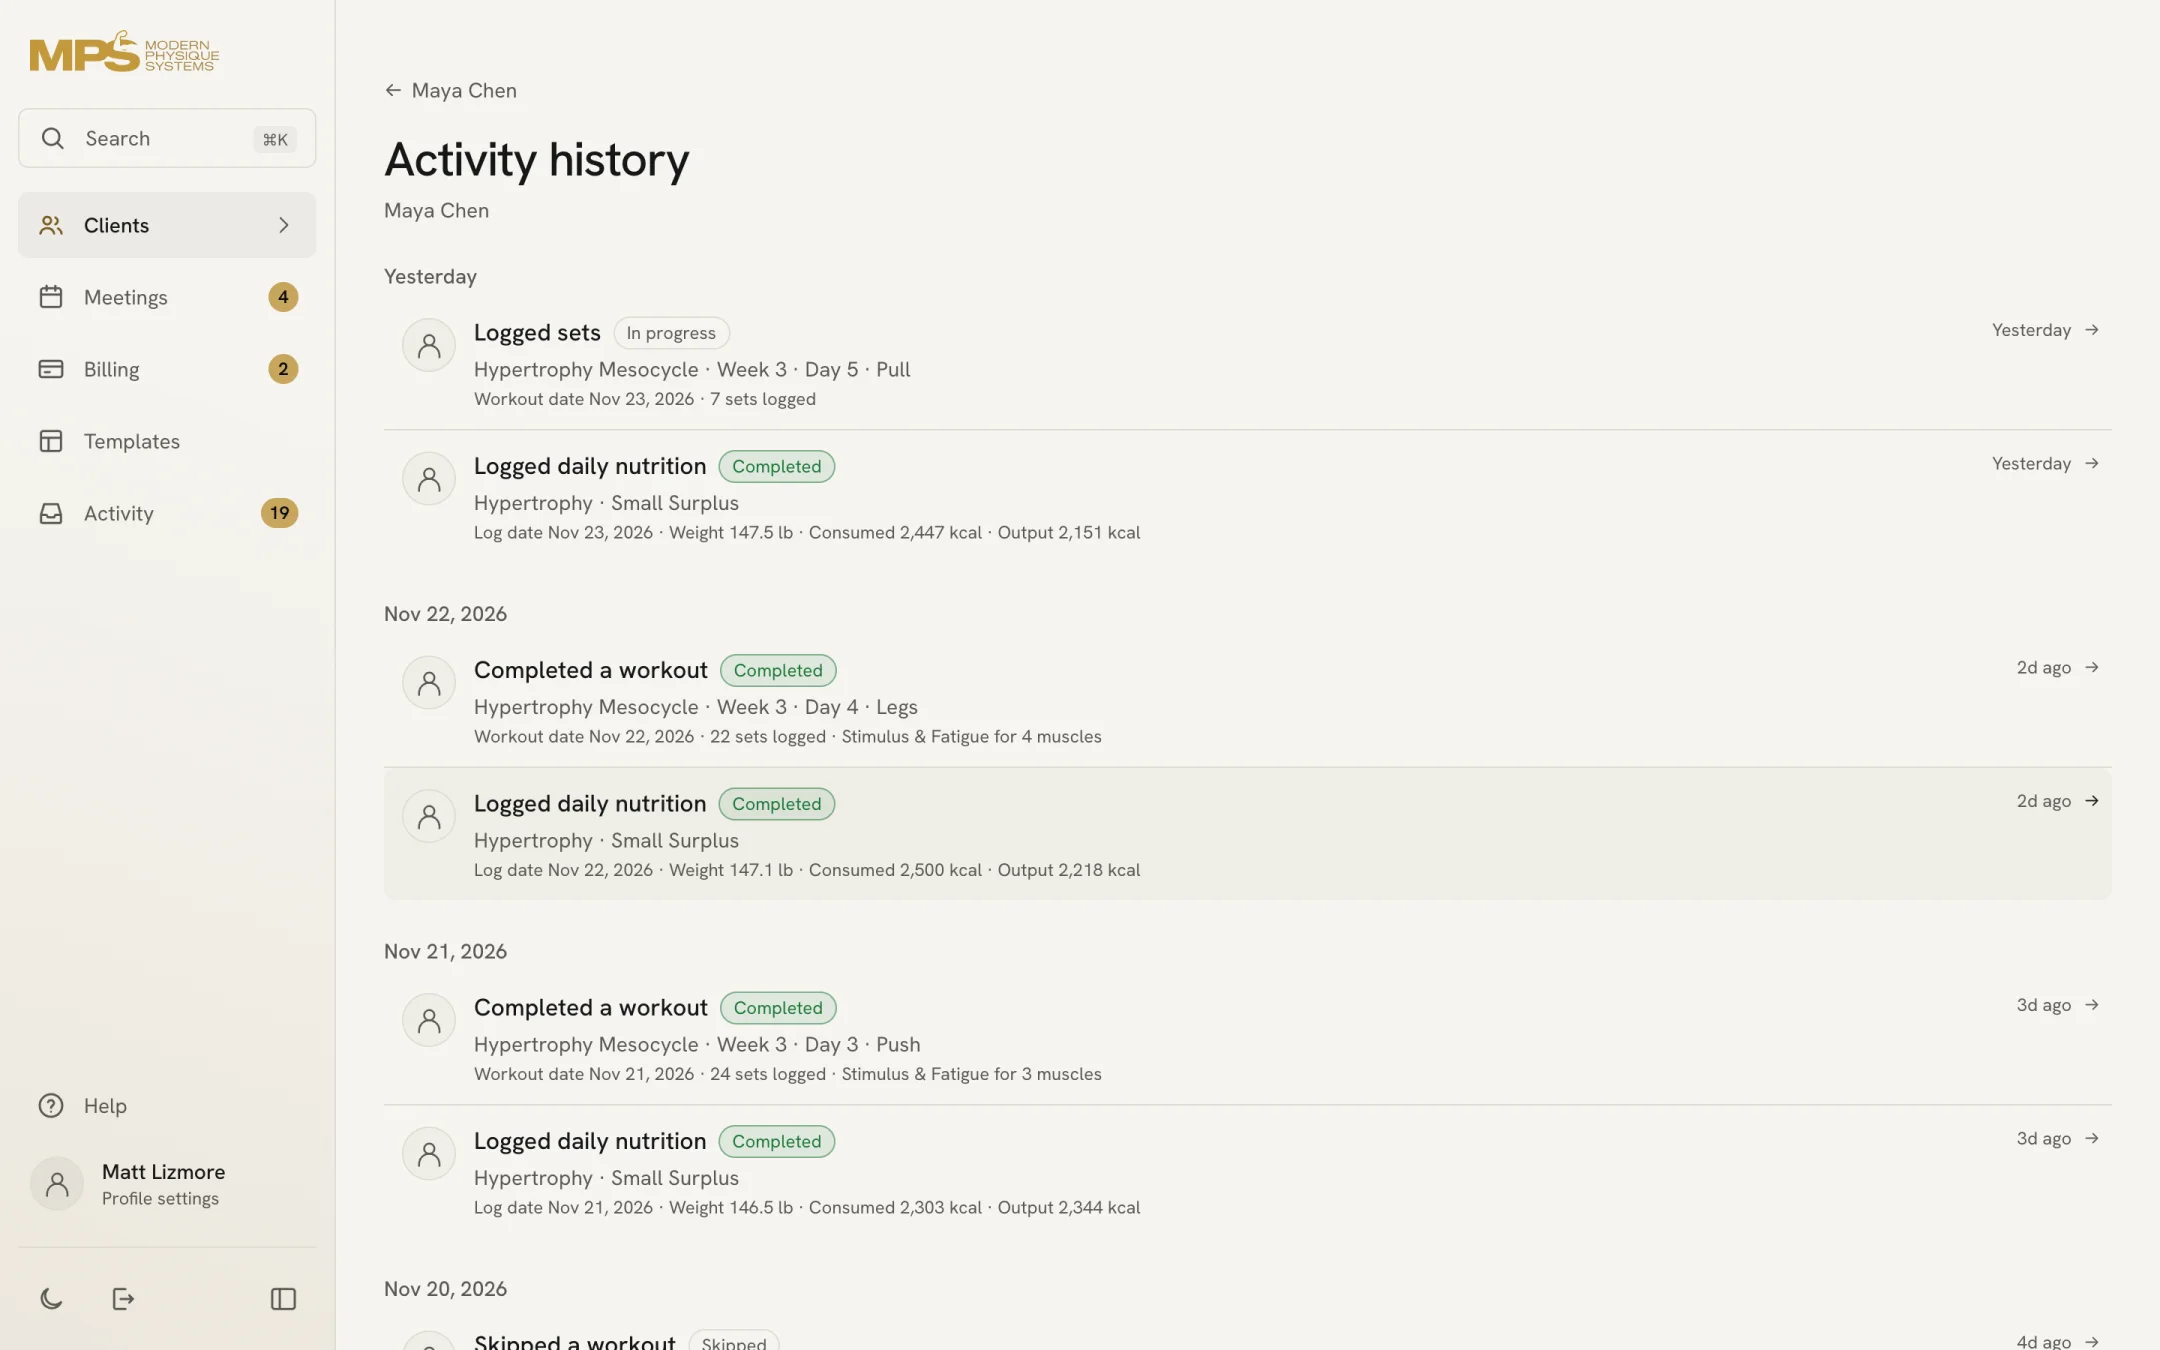 MPS MODERN PHYSIQUE SYSTEMS
Search ⌘K
Clients
Meetings 4
Billing 2
Templates
Activity 19
Help
Matt Lizmore
Profile settings
← Maya Chen
Activity history
Maya Chen
Yesterday
Logged sets In progress Yesterday →
Hypertrophy Mesocycle · Week 3 · Day 5 · Pull
Workout date Nov 23, 2026 · 7 sets logged
Logged daily nutrition Completed Yesterday →
Hypertrophy · Small Surplus
Log date Nov 23, 2026 · Weight 147.5 lb · Consumed 2,447 kcal · Output 2,151 kcal
Nov 22, 2026
Completed a workout Completed 2d ago →
Hypertrophy Mesocycle · Week 3 · Day 4 · Legs
Workout date Nov 22, 2026 · 22 sets logged · Stimulus & Fatigue for 4 muscles
Logged daily nutrition Completed 2d ago →
Hypertrophy · Small Surplus
Log date Nov 22, 2026 · Weight 147.1 lb · Consumed 2,500 kcal · Output 2,218 kcal
Nov 21, 2026
Completed a workout Completed 3d ago →
Hypertrophy Mesocycle · Week 3 · Day 3 · Push
Workout date Nov 21, 2026 · 24 sets logged · Stimulus & Fatigue for 3 muscles
Logged daily nutrition Completed 3d ago →
Hypertrophy · Small Surplus
Log date Nov 21, 2026 · Weight 146.5 lb · Consumed 2,303 kcal · Output 2,344 kcal
Nov 20, 2026
Skipped a workout Skipped 4d ago →